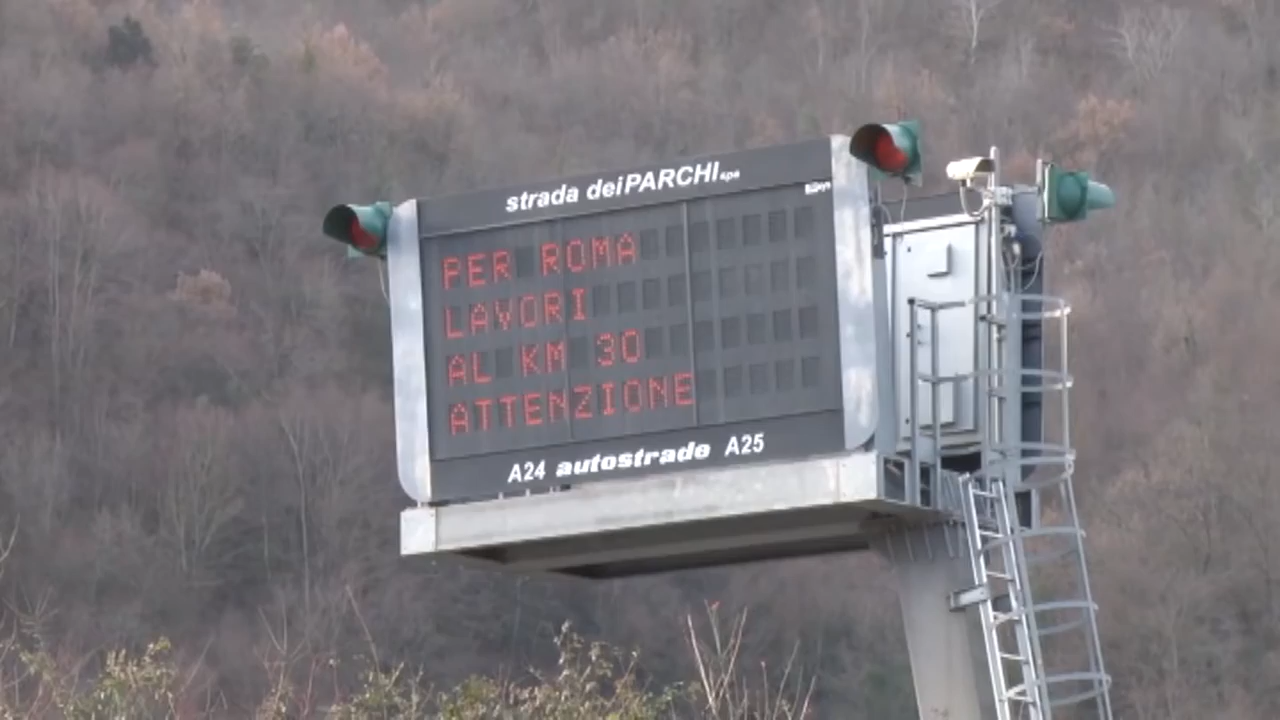 strada deiPARCHI spa
PER ROMA
LAVORI
AL KM 30
ATTENZIONE
A24 autostrade A25